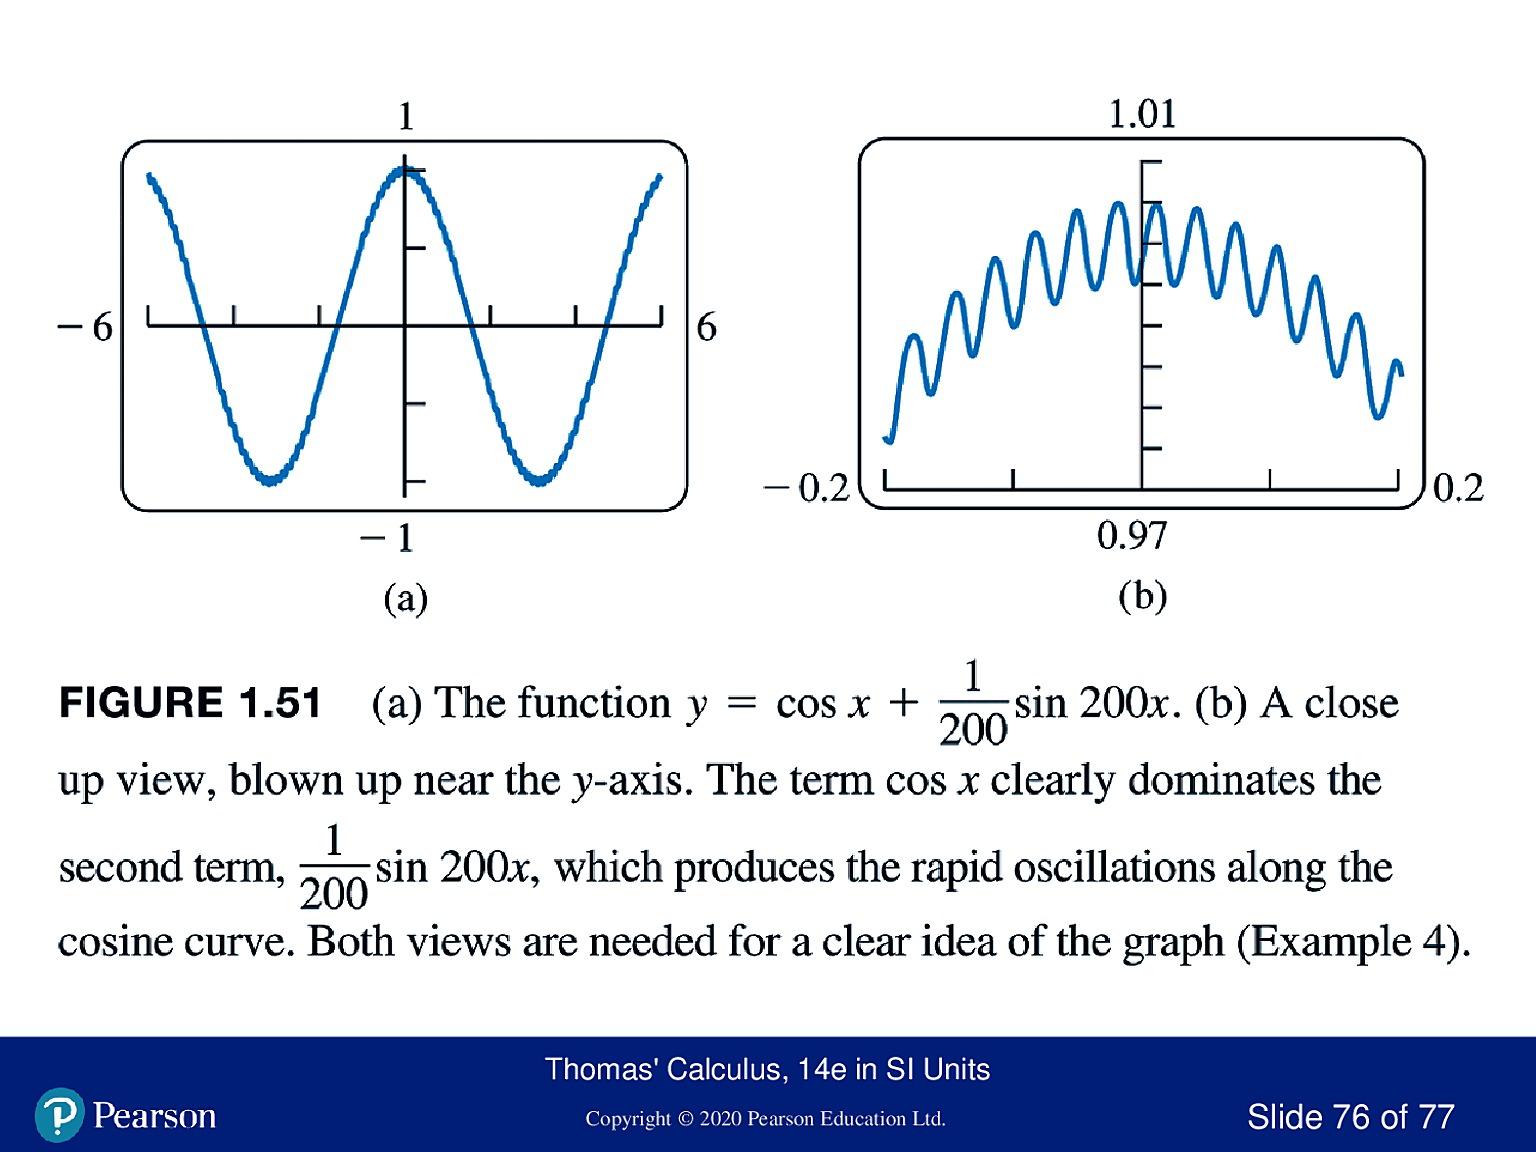 1
1.01
− 6
6
− 0.2
0.2
− 1
0.97
(a)
(b)
FIGURE 1.51 (a) The function y = cos x + 1/200 sin 200x. (b) A close
up view, blown up near the y-axis. The term cos x clearly dominates the
second term, 1/200 sin 200x, which produces the rapid oscillations along the
cosine curve. Both views are needed for a clear idea of the graph (Example 4).
Thomas' Calculus, 14e in SI Units
P Pearson
Copyright © 2020 Pearson Education Ltd.
Slide 76 of 77